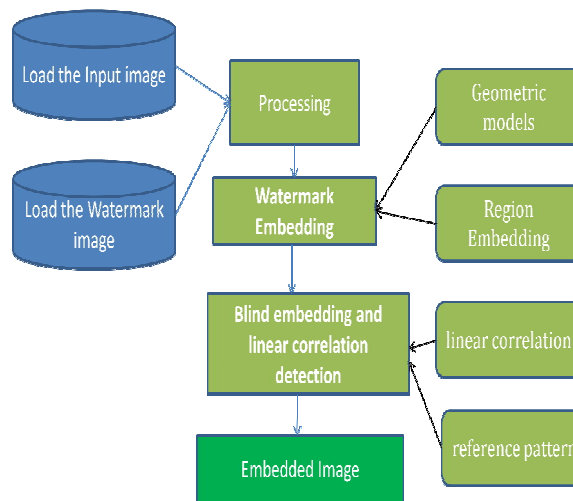 Load the Input image
Load the Watermark
image
Processing
Watermark
Embedding
Blind embedding and
linear correlation
detection
Embedded Image
Geometric
models
Region
Embedding
linear correlation
reference pattern